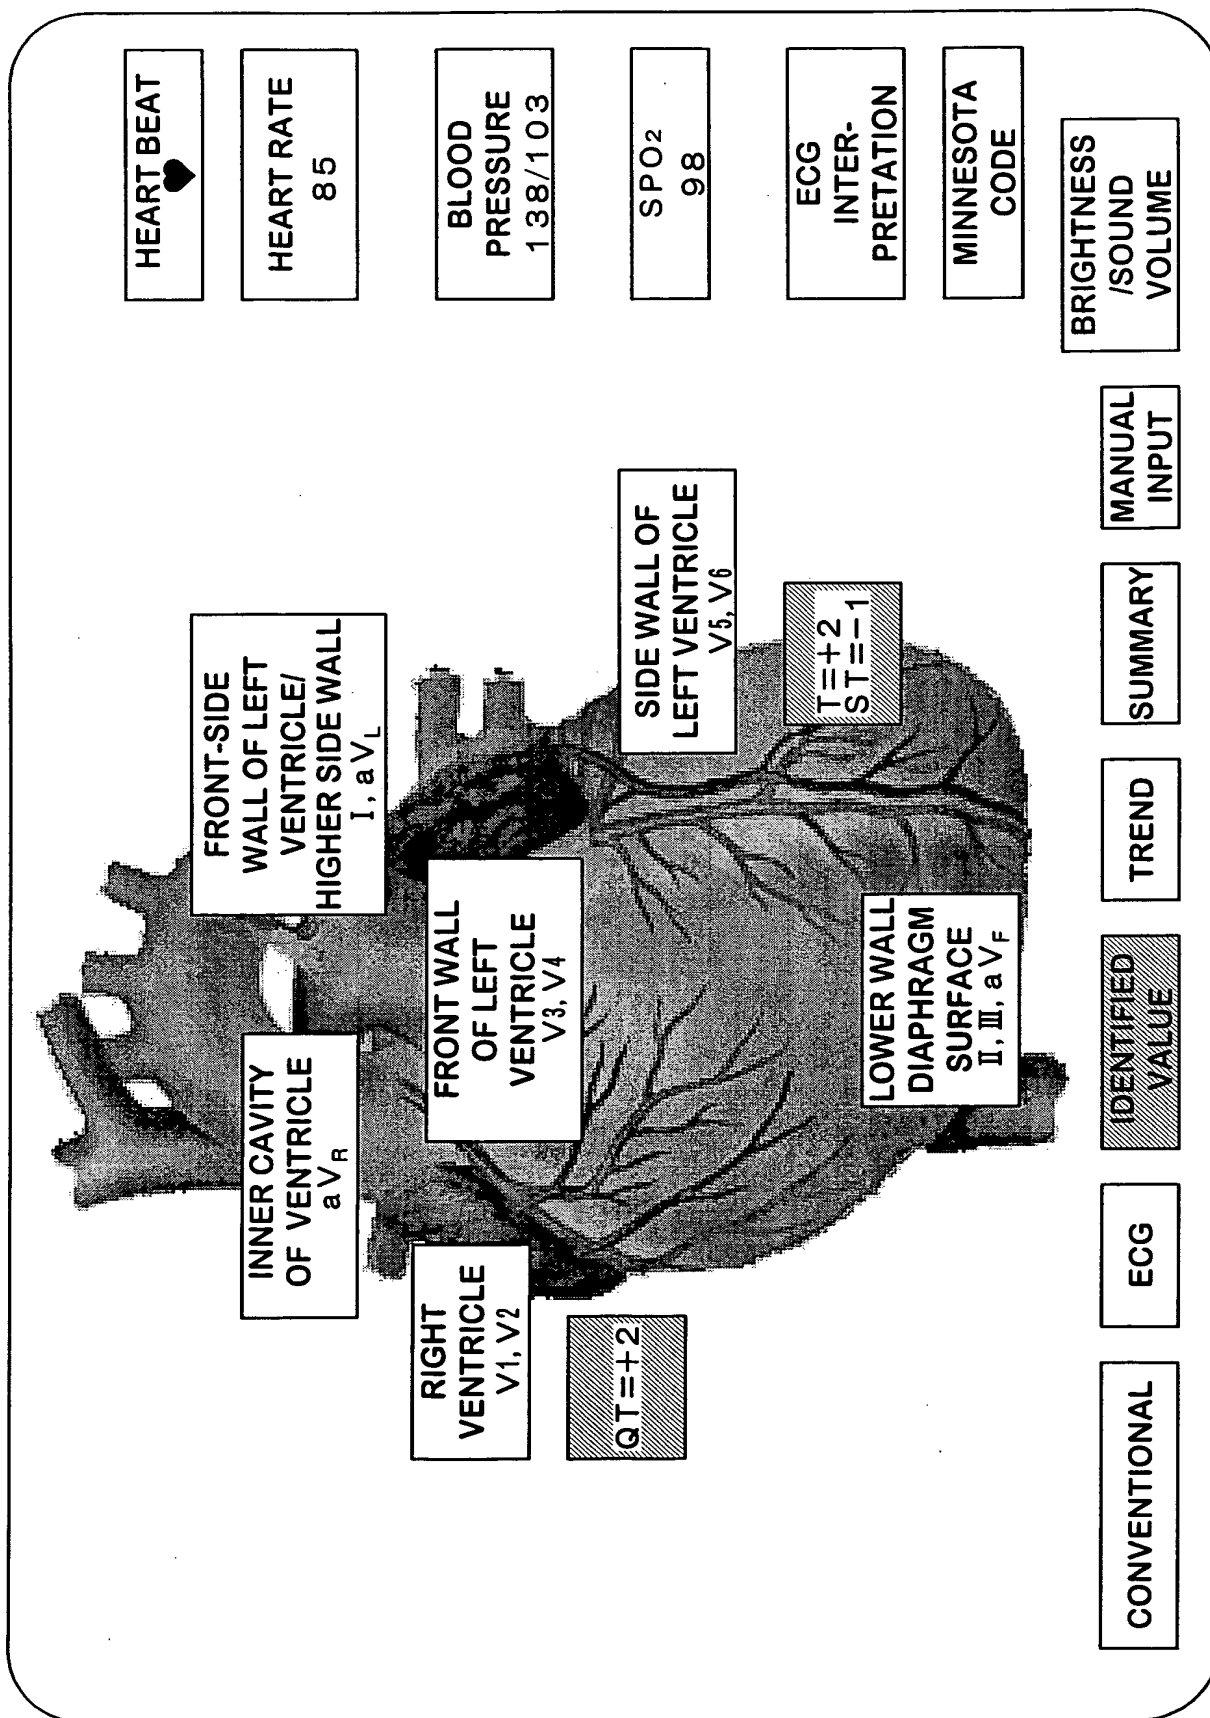 HEART BEAT
♥
HEART RATE
85
BLOOD
PRESSURE
138/103
SPO2
98
ECG
INTER-
PRETATION
MINNESOTA
CODE
BRIGHTNESS
/SOUND
VOLUME
FRONT-SIDE
WALL OF LEFT
VENTRICLE/
HIGHER SIDE WALL
I, aVL
INNER CAVITY
OF VENTRICLE
aVR
RIGHT
VENTRICLE
V1, V2
FRONT WALL
OF LEFT
VENTRICLE
V3, V4
SIDE WALL OF
LEFT VENTRICLE
V5, V6
QT=+2
T=+2
ST=-1
LOWER WALL
DIAPHRAGM
SURFACE
II, III, aVF
CONVENTIONAL
ECG
IDENTIFIED
VALUE
TREND
SUMMARY
MANUAL
INPUT